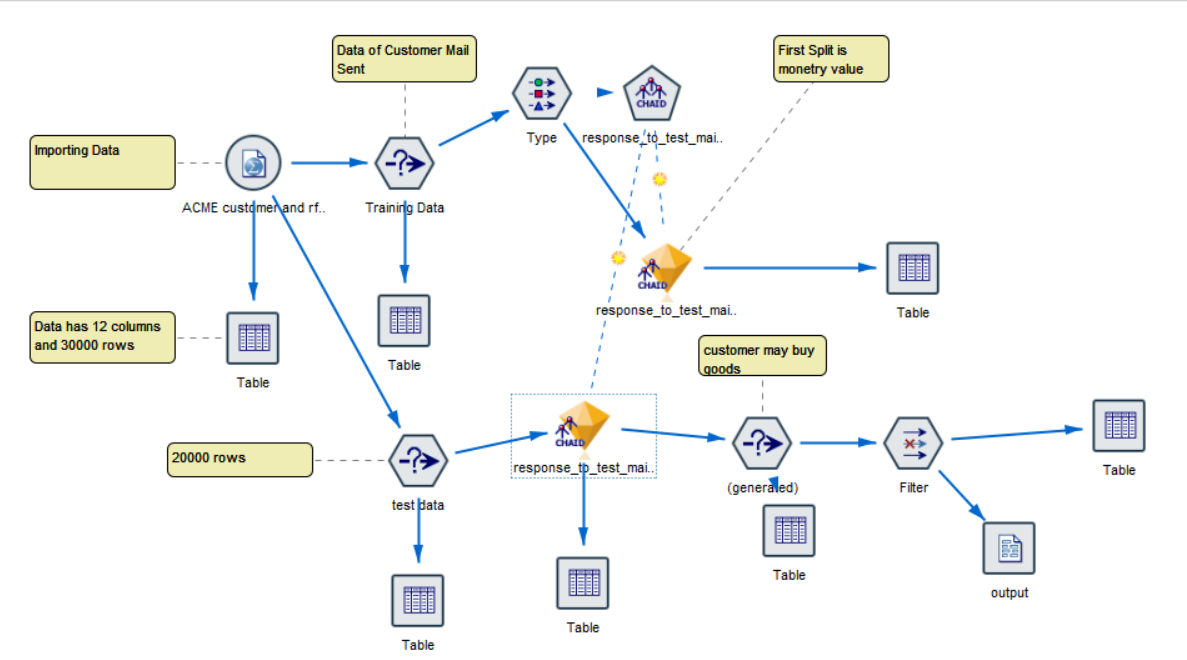 Data of Customer Mail
Sent
First Split is
monetry value
CHAID
Type
response_to_test_mai..
Importing Data
ACME customer and rf..
Training Data
CHAID
response_to_test_mai..
Table
Data has 12 columns
and 30000 rows
Table
Table
customer may buy
goods
CHAID
response_to_test_mai..
20000 rows
test data
(generated)
Filter
Table
Table
output
Table
Table